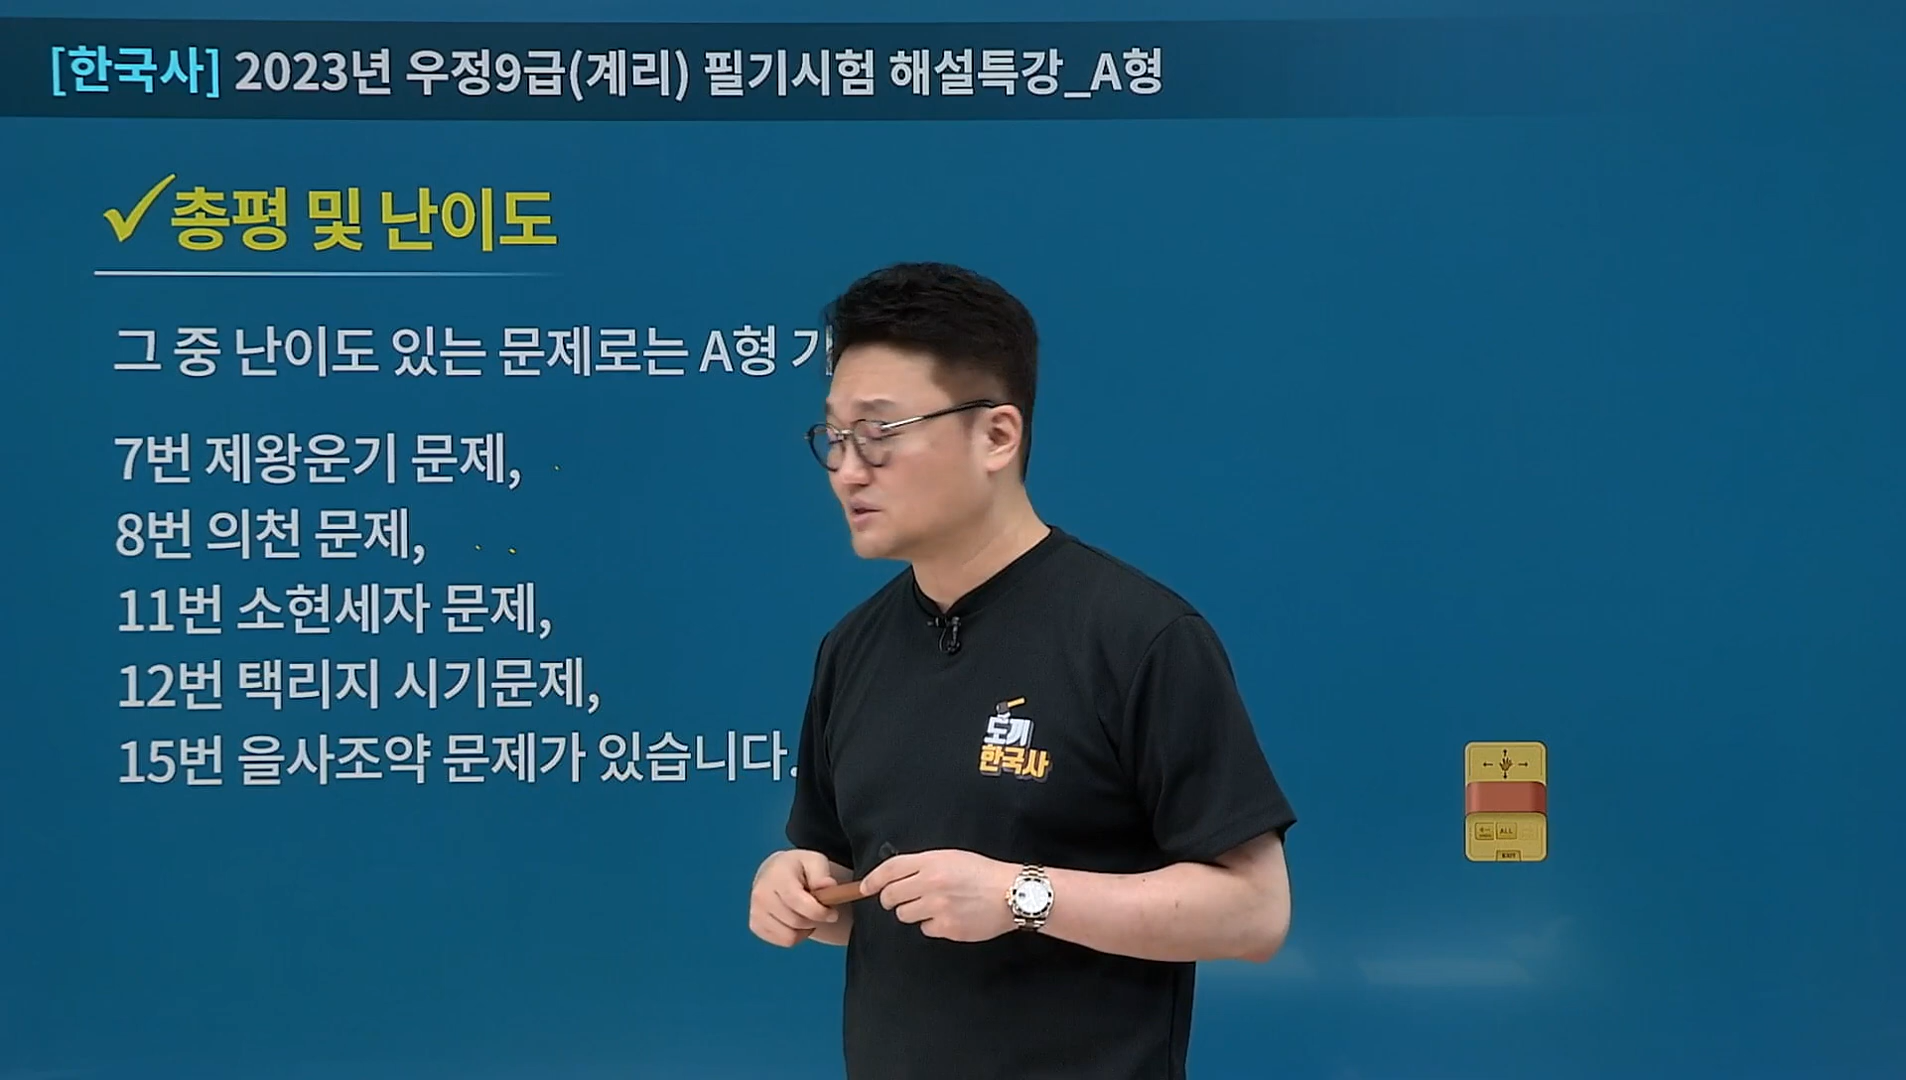 [한국사] 2023년 우정9급(계리) 필기시험 해설특강_A형
총평 및 난이도
그 중 난이도 있는 문제로는 A형
7번 제왕운기 문제,
8번 의천 문제,
11번 소현세자 문제,
12번 택리지 시기문제,
15번 을사조약 문제가 있습니다.
도끼
한국사
ALL
EXIT